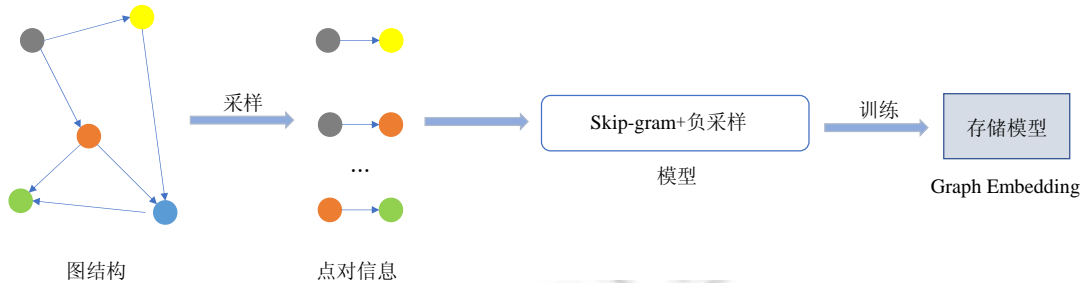 采样
训练
Skip-gram+负采样
存储模型
...
模型
Graph Embedding
图结构
点对信息